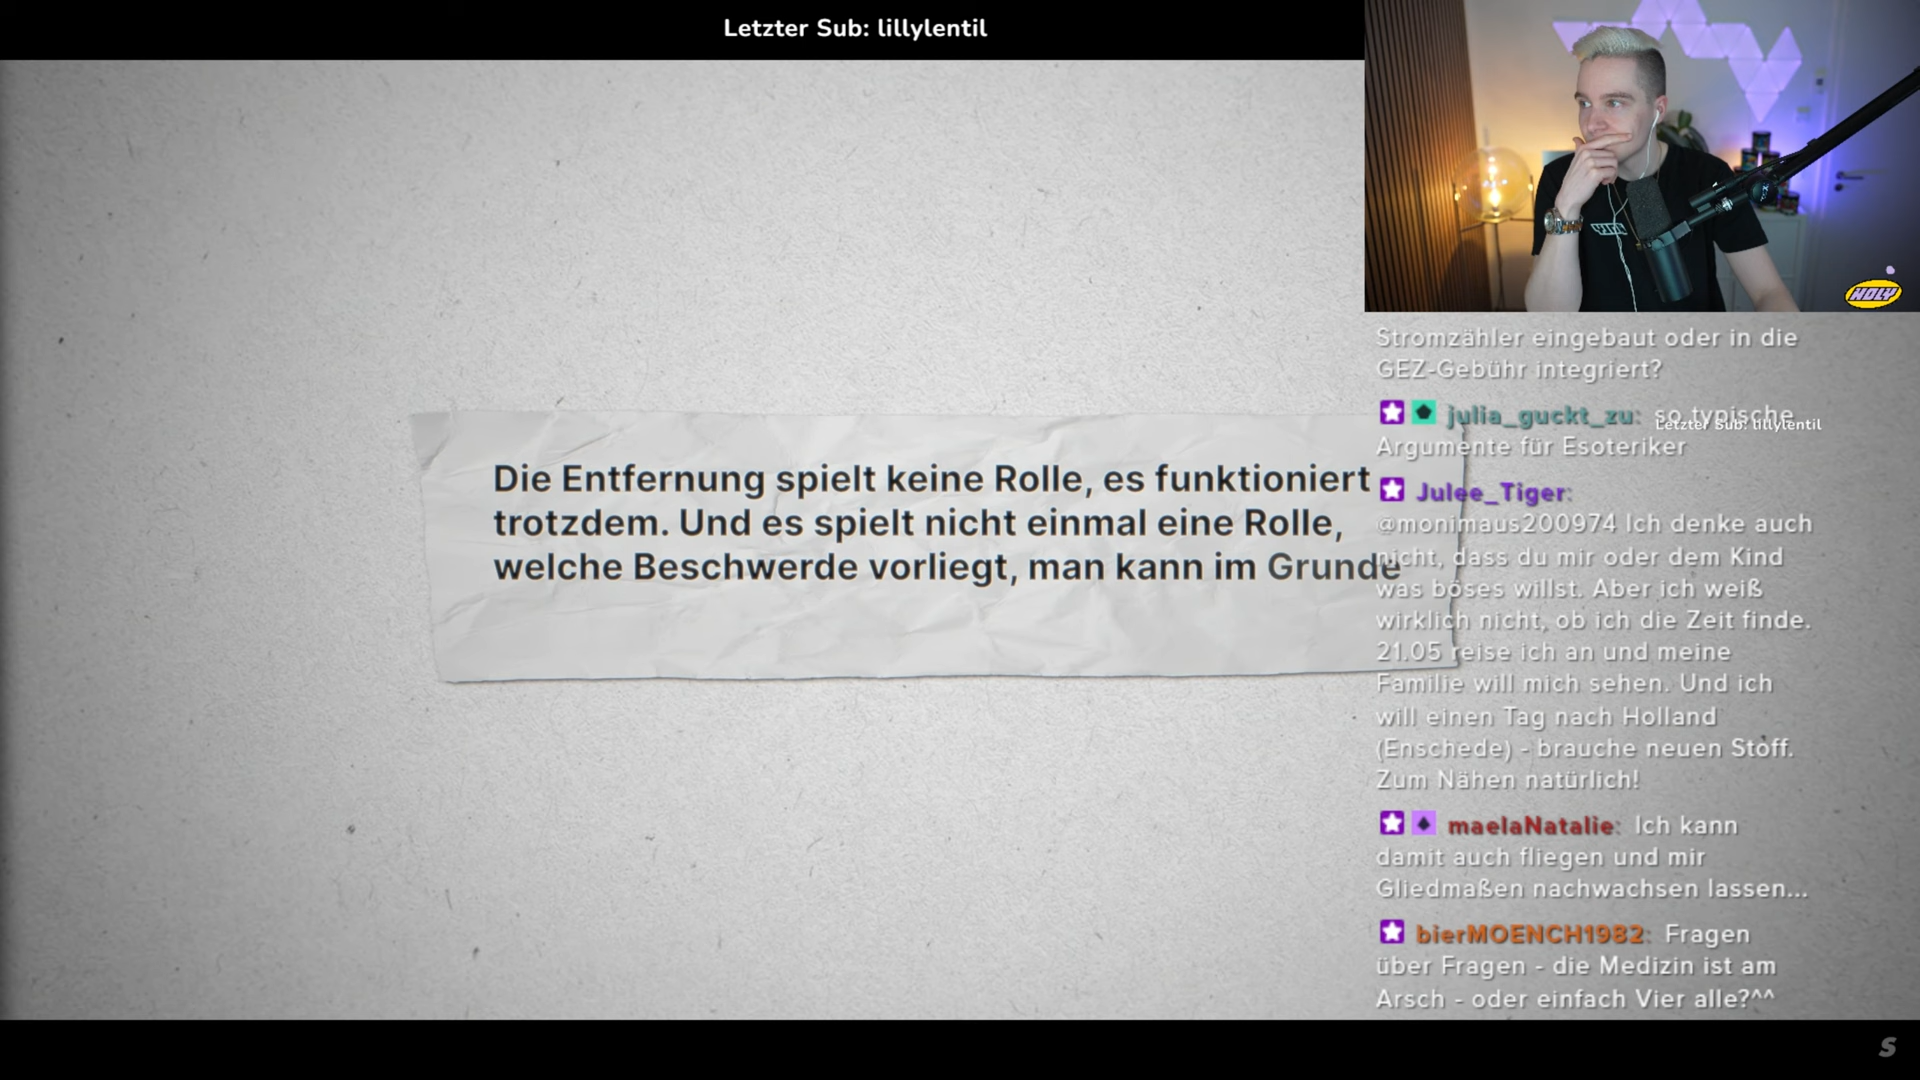 Letzter Sub: lillylentil
Die Entfernung spielt keine Rolle, es funktioniert
trotzdem. Und es spielt nicht einmal eine Rolle,
welche Beschwerde vorliegt, man kann im Grunde
HOLY
Stromzähler eingebaut oder in die
GEZ-Gebühr integriert?
julia_guckt_zu: so typische
Letzter Sub: lillylentil
Argumente für Esoteriker
Julee_Tiger:
@monimaus200974 Ich denke auch
nicht, dass du mir oder dem Kind
was böses willst. Aber ich weiß
wirklich nicht, ob ich die Zeit finde.
21.05 reise ich an und meine
Familie will mich sehen. Und ich
will einen Tag nach Holland
(Enschede) - brauche neuen Stoff.
Zum Nähen natürlich!
maelaNatalie: Ich kann
damit auch fliegen und mir
Gliedmaßen nachwachsen lassen...
bierMOENCH1982: Fragen
über Fragen - die Medizin ist am
Arsch - oder einfach Vier alle?^^
S